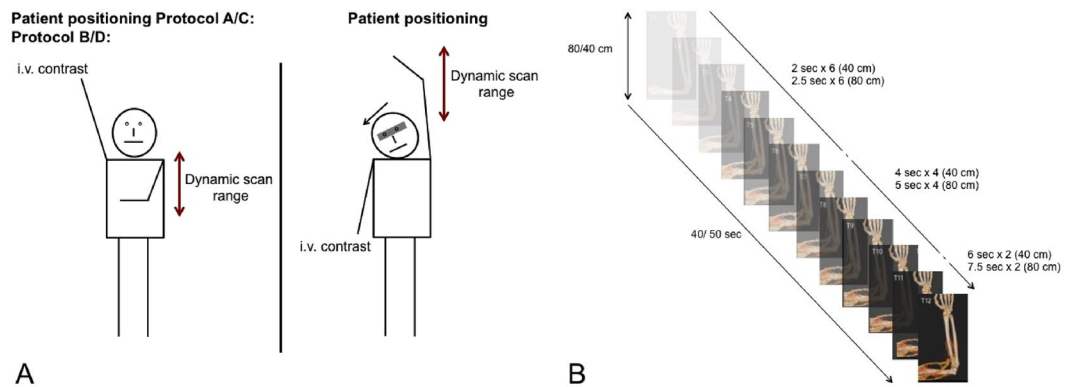 Patient positioning Protocol A/C:
Protocol B/D:
Patient positioning
i.v. contrast
Dynamic scan
range
Dynamic scan
range
i.v. contrast
A
80/40 cm
2 sec x 6 (40 cm)
2.5 sec x 6 (80 cm)
4 sec x 4 (40 cm)
5 sec x 4 (80 cm)
6 sec x 2 (40 cm)
7.5 sec x 2 (80 cm)
40/ 50 sec
T8
T9
T10
T11
T12
B